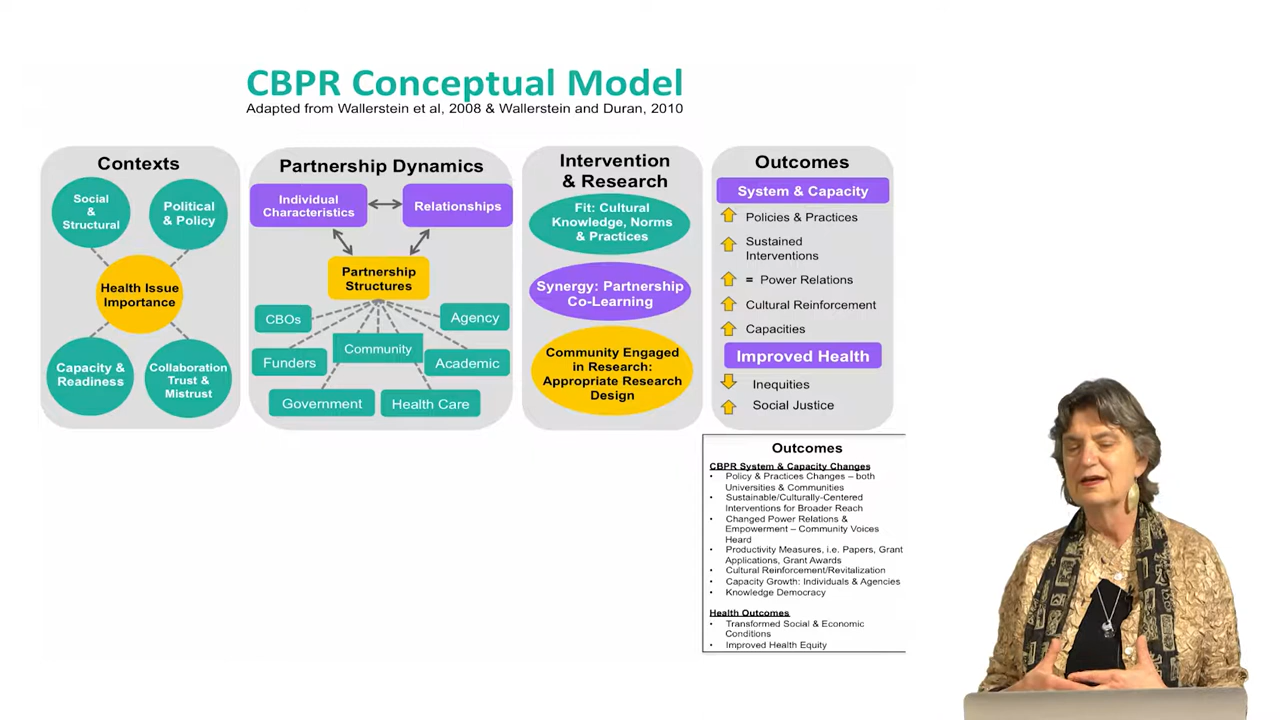 CBPR Conceptual Model
Adapted from Wallerstein et al, 2008 & Wallerstein and Duran, 2010
Contexts
Social
&
Structural
Political
& Policy
Health Issue
Importance
Capacity &
Readiness
Collaboration
Trust &
Mistrust
Partnership Dynamics
Individual
Characteristics
Relationships
Partnership
Structures
CBOs
Agency
Community
Funders
Academic
Government
Health Care
Intervention
& Research
Fit: Cultural
Knowledge, Norms
& Practices
Synergy: Partnership
Co-Learning
Community Engaged
in Research:
Appropriate Research
Design
Outcomes
System & Capacity
Policies & Practices
Sustained
Interventions
= Power Relations
Cultural Reinforcement
Capacities
Improved Health
Inequities
Social Justice
Outcomes
CBPR System & Capacity Changes
• Policy & Practices Changes – both
Universities & Communities
• Sustainable/Culturally-Centered
Interventions for Broader Reach
• Changed Power Relations &
Empowerment – Community Voices
Heard
• Productivity Measures, i.e. Papers, Grant
Applications, Grant Awards
• Cultural Reinforcement/Revitalization
• Capacity Growth: Individuals & Agencies
• Knowledge Democracy
Health Outcomes
• Transformed Social & Economic
Conditions
• Improved Health Equity